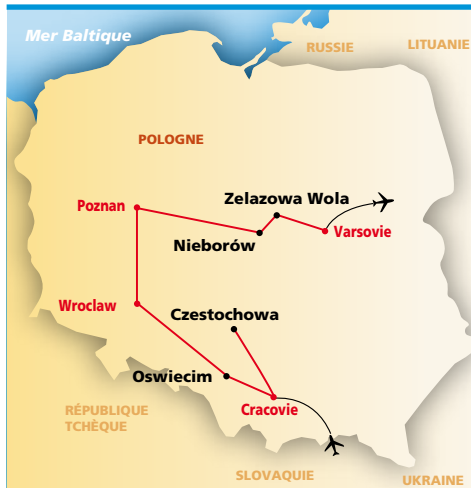 Mer Baltique
RUSSIE
LITUANIE
POLOGNE
Zelazowa Wola
Poznan
Varsovie
Nieborów
Wroclaw
Czestochowa
Oswiecim
Cracovie
RÉPUBLIQUE
TCHÈQUE
SLOVAQUIE
UKRAINE